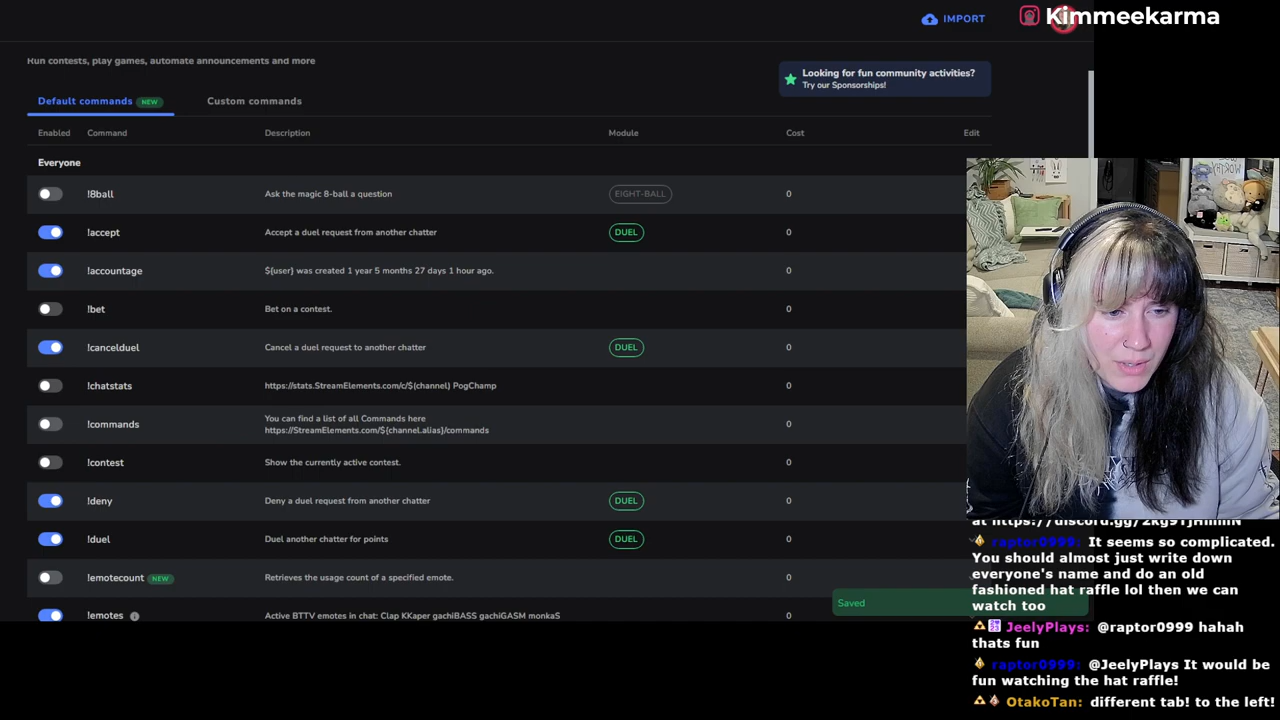 IMPORT
Kimmeekarma
Run contests, play games, automate announcements and more
Looking for fun community activities?
Try our Sponsorships!
Default commands NEW
Custom commands
Enabled Command Description Module Cost Edit
Everyone
!8ball Ask the magic 8-ball a question EIGHT-BALL 0
!accept Accept a duel request from another chatter DUEL 0
!accountage ${user} was created 1 year 5 months 27 days 1 hour ago. 0
!bet Bet on a contest. 0
!cancelduel Cancel a duel request to another chatter DUEL 0
!chatstats https://stats.StreamElements.com/c/${channel} PogChamp 0
!commands You can find a list of all Commands here 0
https://StreamElements.com/${channel.alias}/commands
!contest Show the currently active contest. 0
!deny Deny a duel request from another chatter DUEL 0
!duel Duel another chatter for points DUEL 0
!emotecount NEW Retrieves the usage count of a specified emote. 0
!emotes Active BTTV emotes in chat: Clap KKaper gachiBASS gachiGASM monkaS
Saved
raptor0999: It seems so complicated.
You should almost just write down
everyone's name and do an old
fashioned hat raffle lol then we can
watch too
JeelyPlays: @raptor0999 hahah
thats fun
raptor0999: @JeelyPlays It would be
fun watching the hat raffle!
OtakoTan: different tab! to the left!